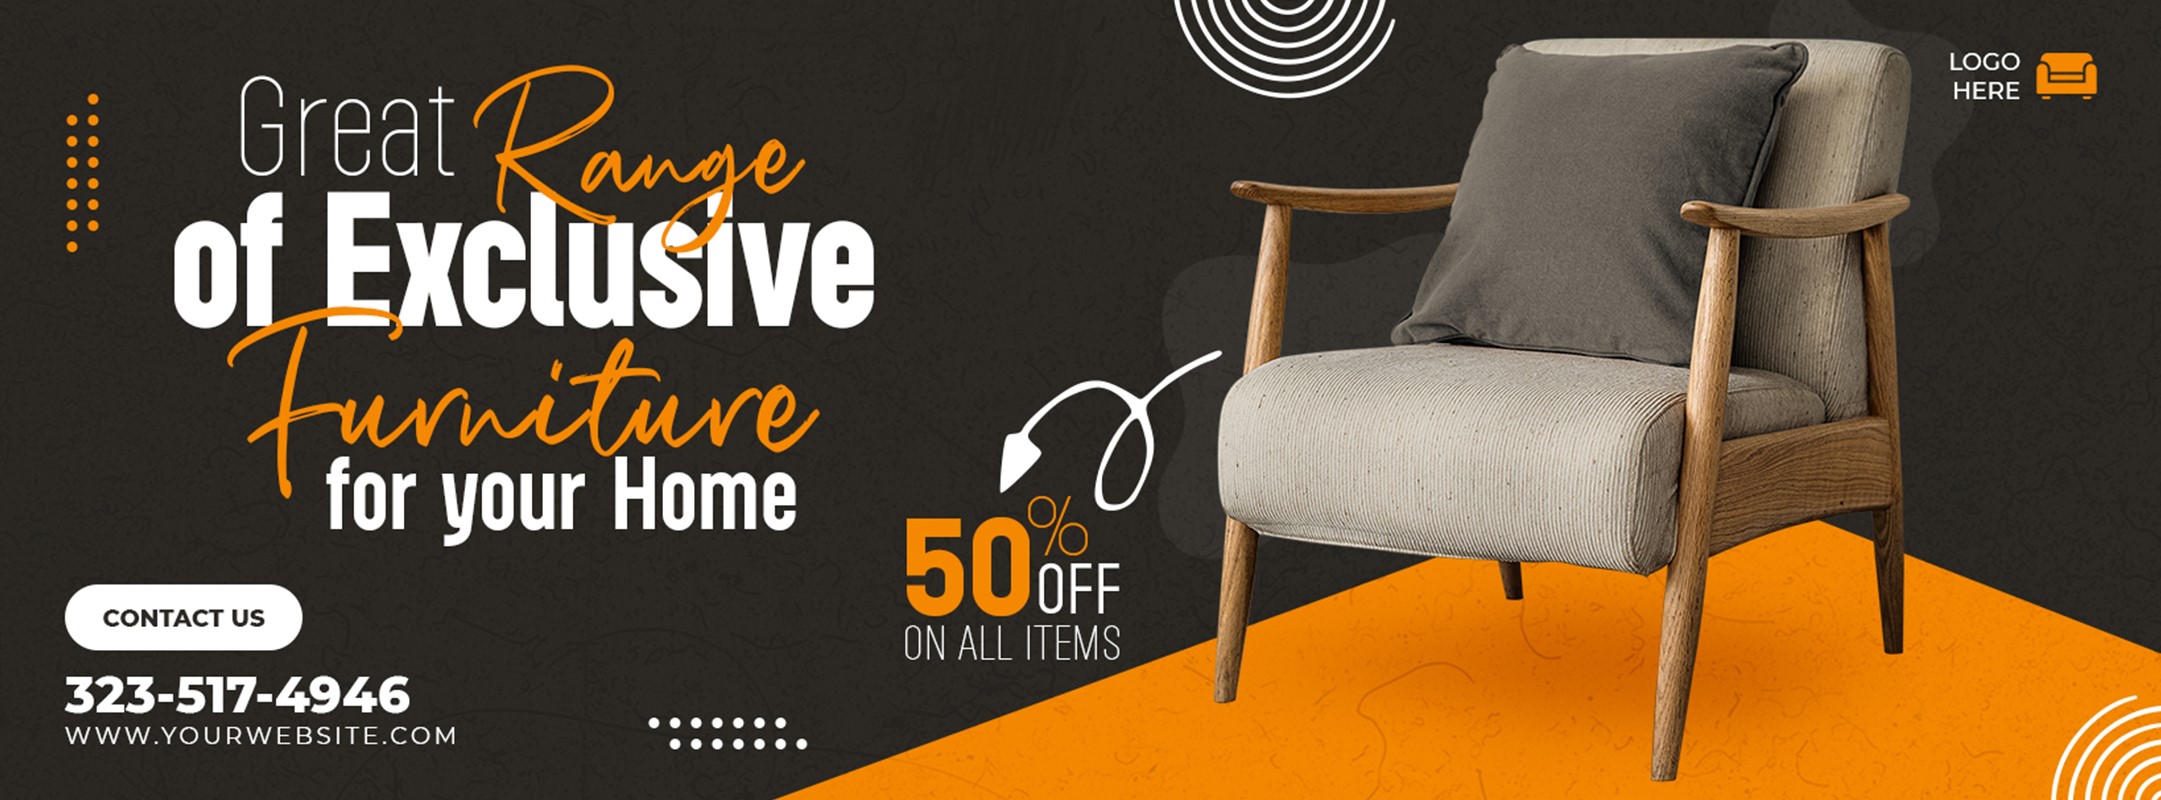 Great Range
of Exclusive
Furniture
for your Home
LOGO
HERE
50%
OFF
ON ALL ITEMS
CONTACT US
323-517-4946
WWW.YOURWEBSITE.COM